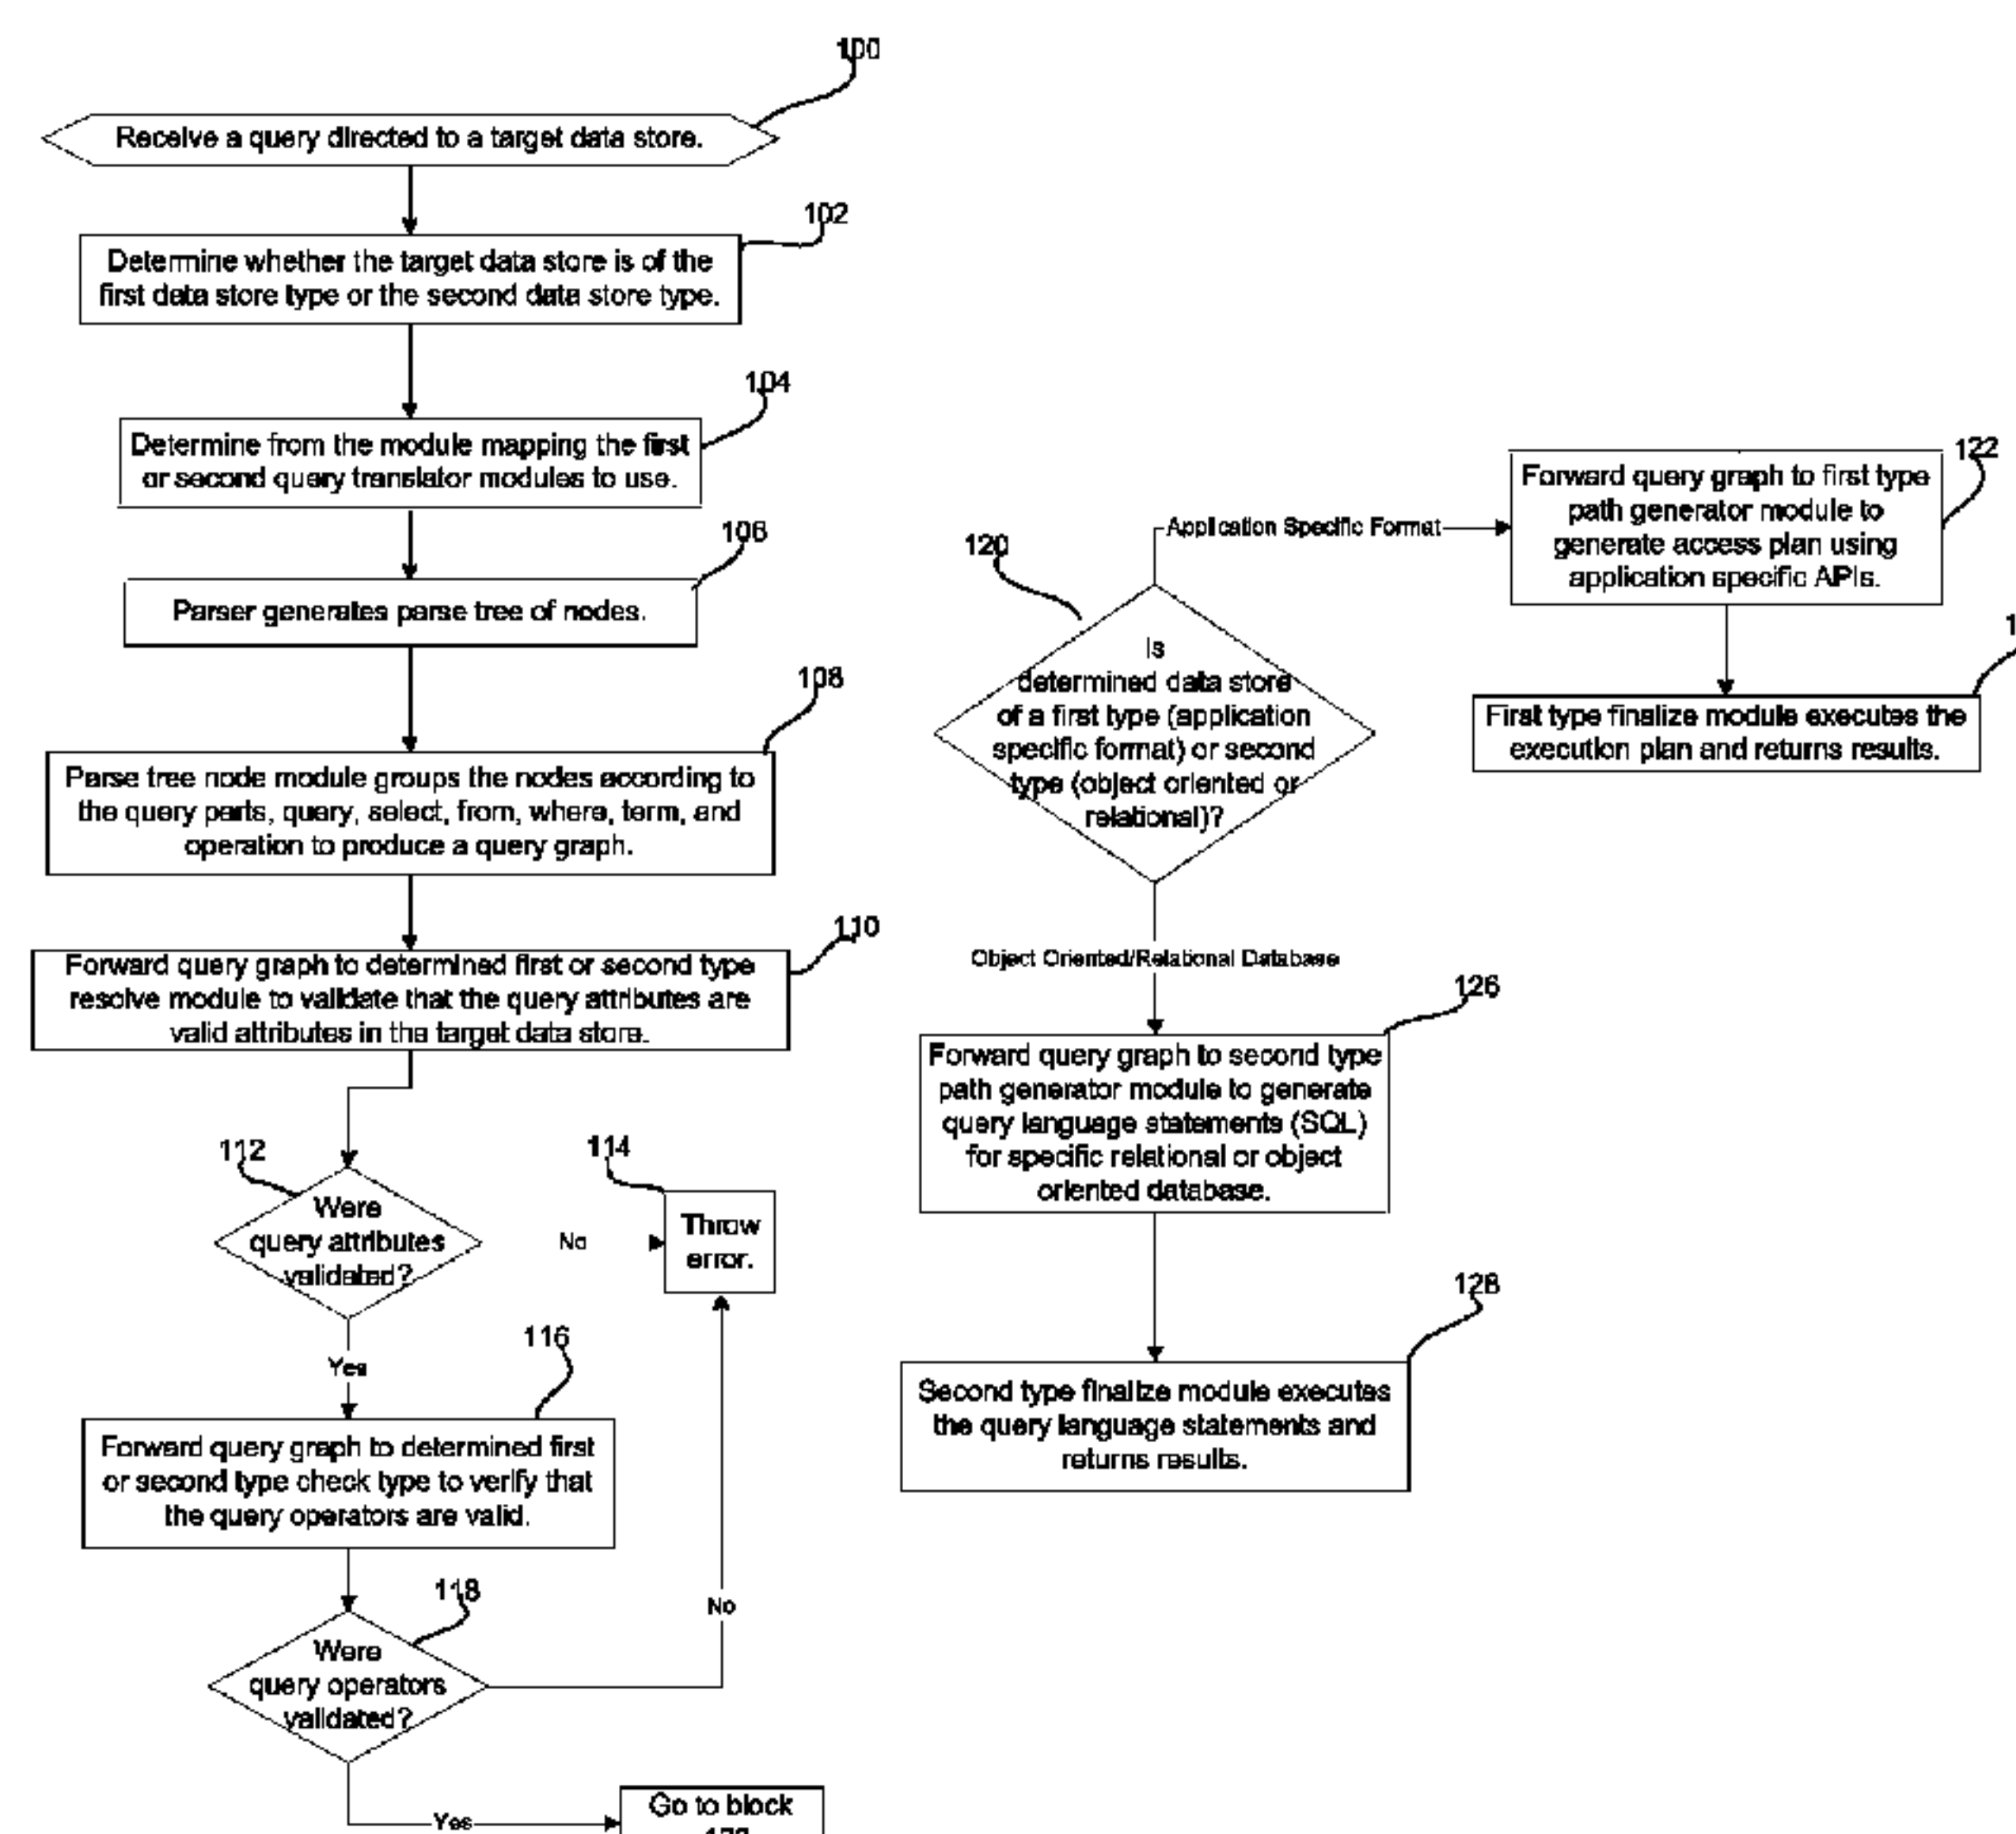 100
Receive a query directed to a target data store.
102
Determine whether the target data store is of the
first data store type or the second data store type.
104
Determine from the module mapping the first
or second query translator modules to use.
106
Parser generates parse tree of nodes.
108
Parse tree node module groups the nodes according to
the query parts, query, select, from, where, term, and
operation to produce a query graph.
110
Forward query graph to determined first or second type
resolve module to validate that the query attributes are
valid attributes in the target data store.
112
Were
query attributes
validated?
No
114
Throw
error.
Yes
116
Forward query graph to determined first
or second type check type to verify that
the query operators are valid.
118
Were
query operators
validated?
No
Yes
Go to block
120
Is
determined data store
of a first type (application
specific format) or second
type (object oriented or
relational)?
Application Specific Format
122
Forward query graph to first type
path generator module to
generate access plan using
application specific APIs.
First type finalize module executes the
execution plan and returns results.
Object Oriented/Relational Database
126
Forward query graph to second type
path generator module to generate
query language statements (SQL)
for specific relational or object
oriented database.
128
Second type finalize module executes
the query language statements and
returns results.